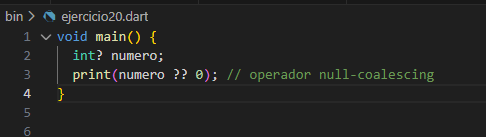 bin > ejercicio20.dart
1 void main() {
2 int? numero;
3 print(numero ?? 0); // operador null-coalescing
4 }
5
6